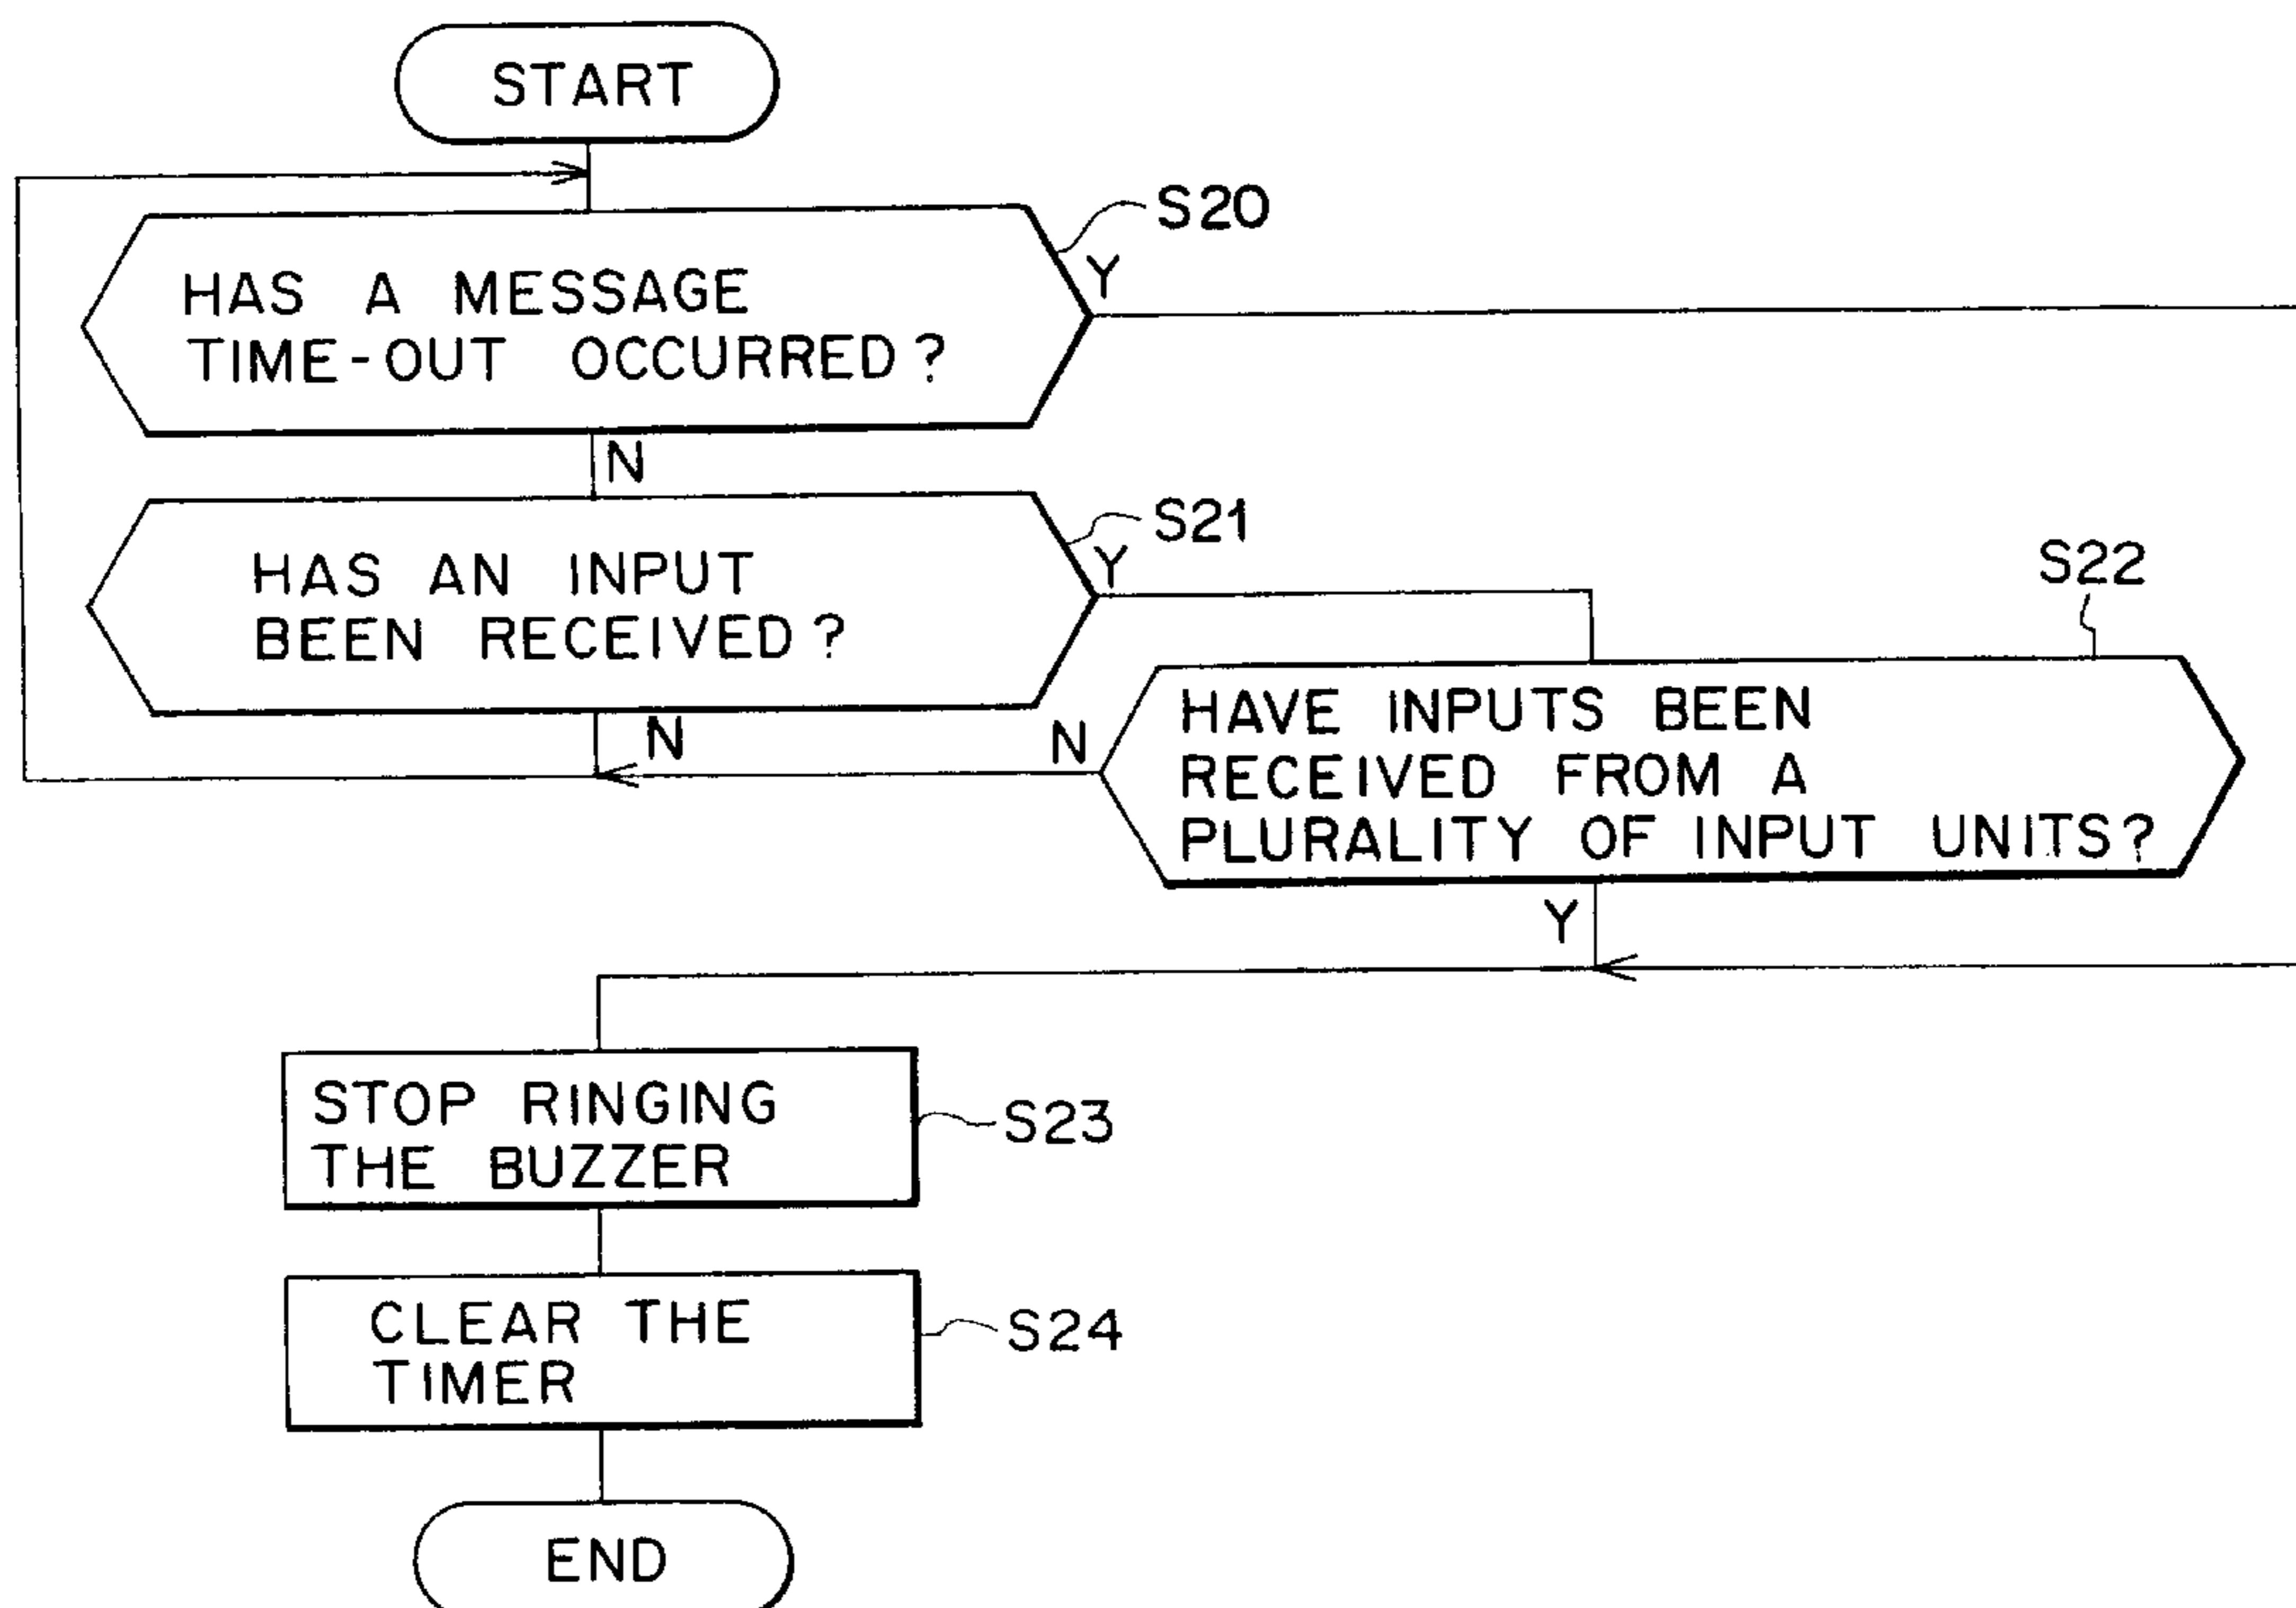 START
S20
Y
HAS A MESSAGE
TIME-OUT OCCURRED?
N
S21
Y
HAS AN INPUT
BEEN RECEIVED?
N
S22
N
HAVE INPUTS BEEN
RECEIVED FROM A
PLURALITY OF INPUT UNITS?
Y
STOP RINGING
THE BUZZER
S23
CLEAR THE
TIMER
S24
END